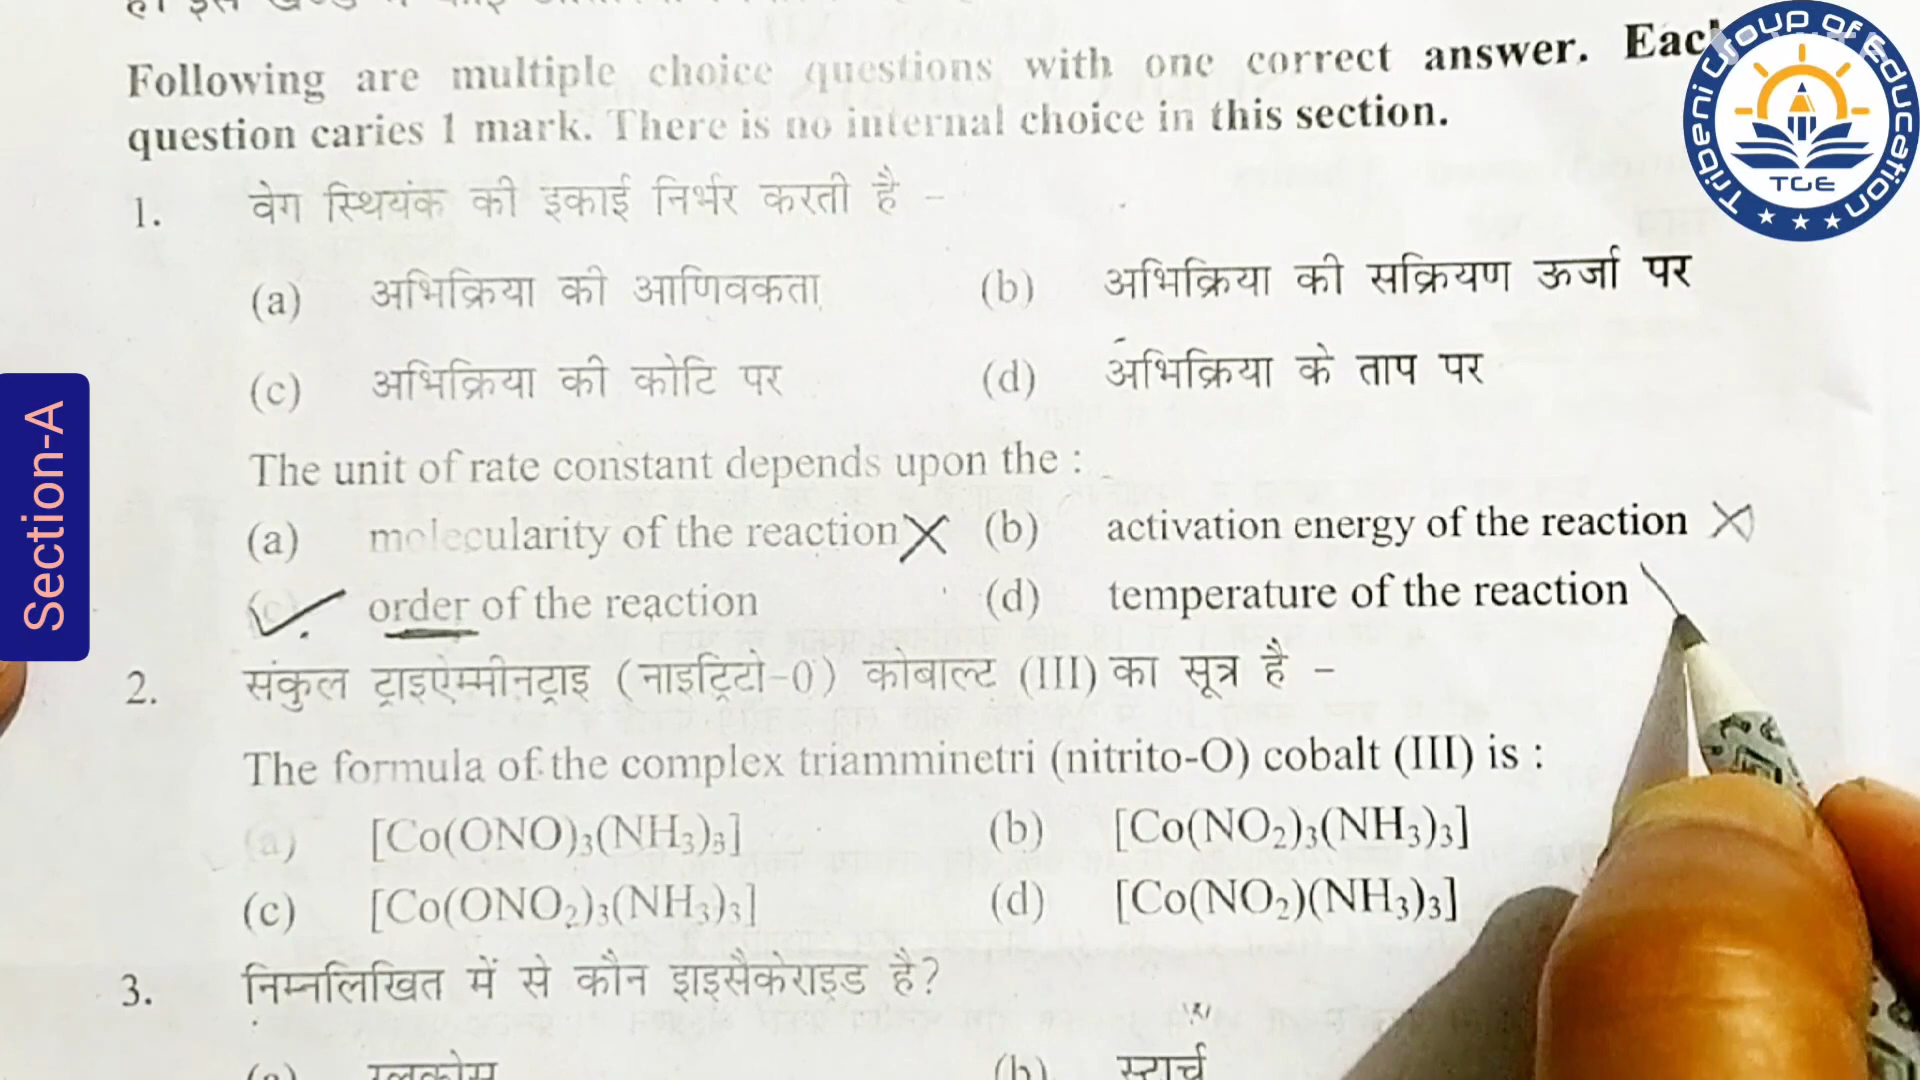 Following are multiple choice questions with one correct answer. Each
question caries 1 mark. There is no internal choice in this section.
1. वेग स्थियंक की इकाई निर्भर करती है -
(a) अभिक्रिया की आणिवकता (b) अभिक्रिया की सक्रियण ऊर्जा पर
(c) अभिक्रिया की कोटि पर (d) अभिक्रिया के ताप पर
The unit of rate constant depends upon the :
(a) molecularity of the reaction (b) activation energy of the reaction
(c) order of the reaction (d) temperature of the reaction
2. संकुल ट्राइऐम्मीनट्राइ (नाइट्रिटो-0) कोबाल्ट (III) का सूत्र है -
The formula of the complex triamminetri (nitrito-O) cobalt (III) is :
(a) [Co(ONO)₃(NH₃)₃] (b) [Co(NO₂)₃(NH₃)₃]
(c) [Co(ONO₂)₃(NH₃)₃] (d) [Co(NO₂)(NH₃)₃]
3. निम्नलिखित में से कौन डाइसैकेराइड है?
(a) ग्लूकोस (b) स्टार्च
Section-A
Tribeni Group of Education
TGE